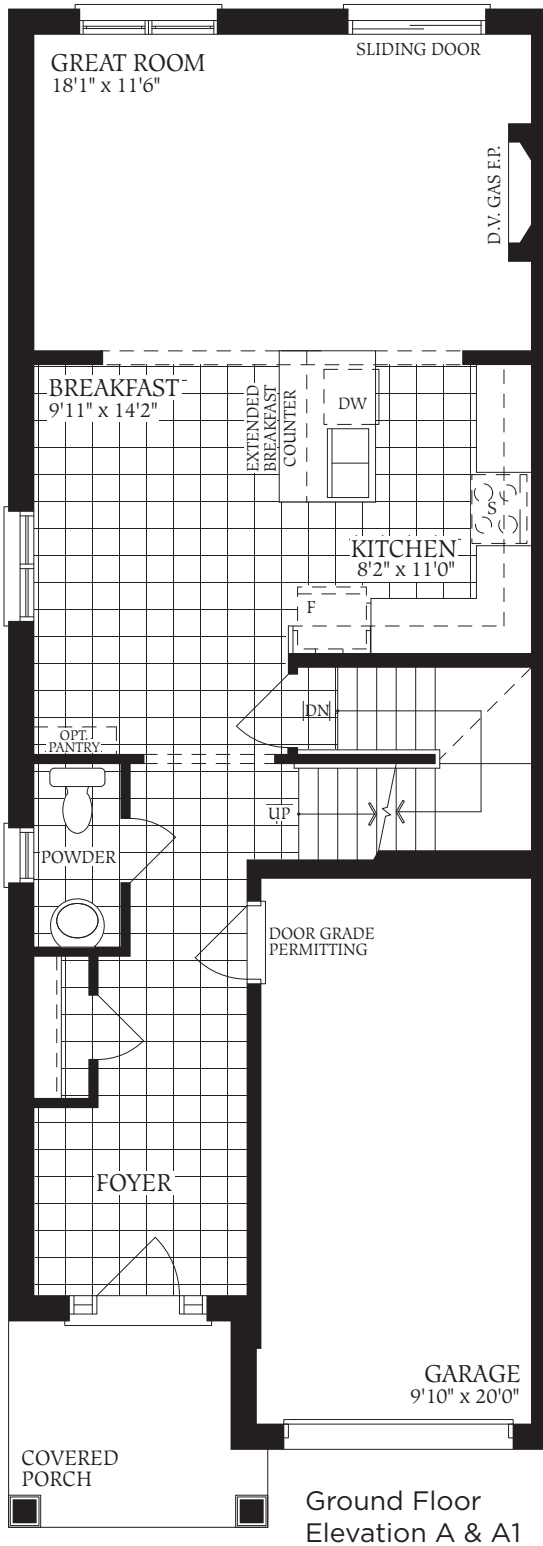 GREAT ROOM
18'1" x 11'6"
SLIDING DOOR
D.V. GAS F.P.
BREAKFAST
9'11" x 14'2"
EXTENDED
BREAKFAST
COUNTER
DW
S
KITCHEN
8'2" x 11'0"
F
DN
OPT.
PANTRY
UP
POWDER
DOOR GRADE
PERMITTING
FOYER
GARAGE
9'10" x 20'0"
COVERED
PORCH
Ground Floor
Elevation A & A1